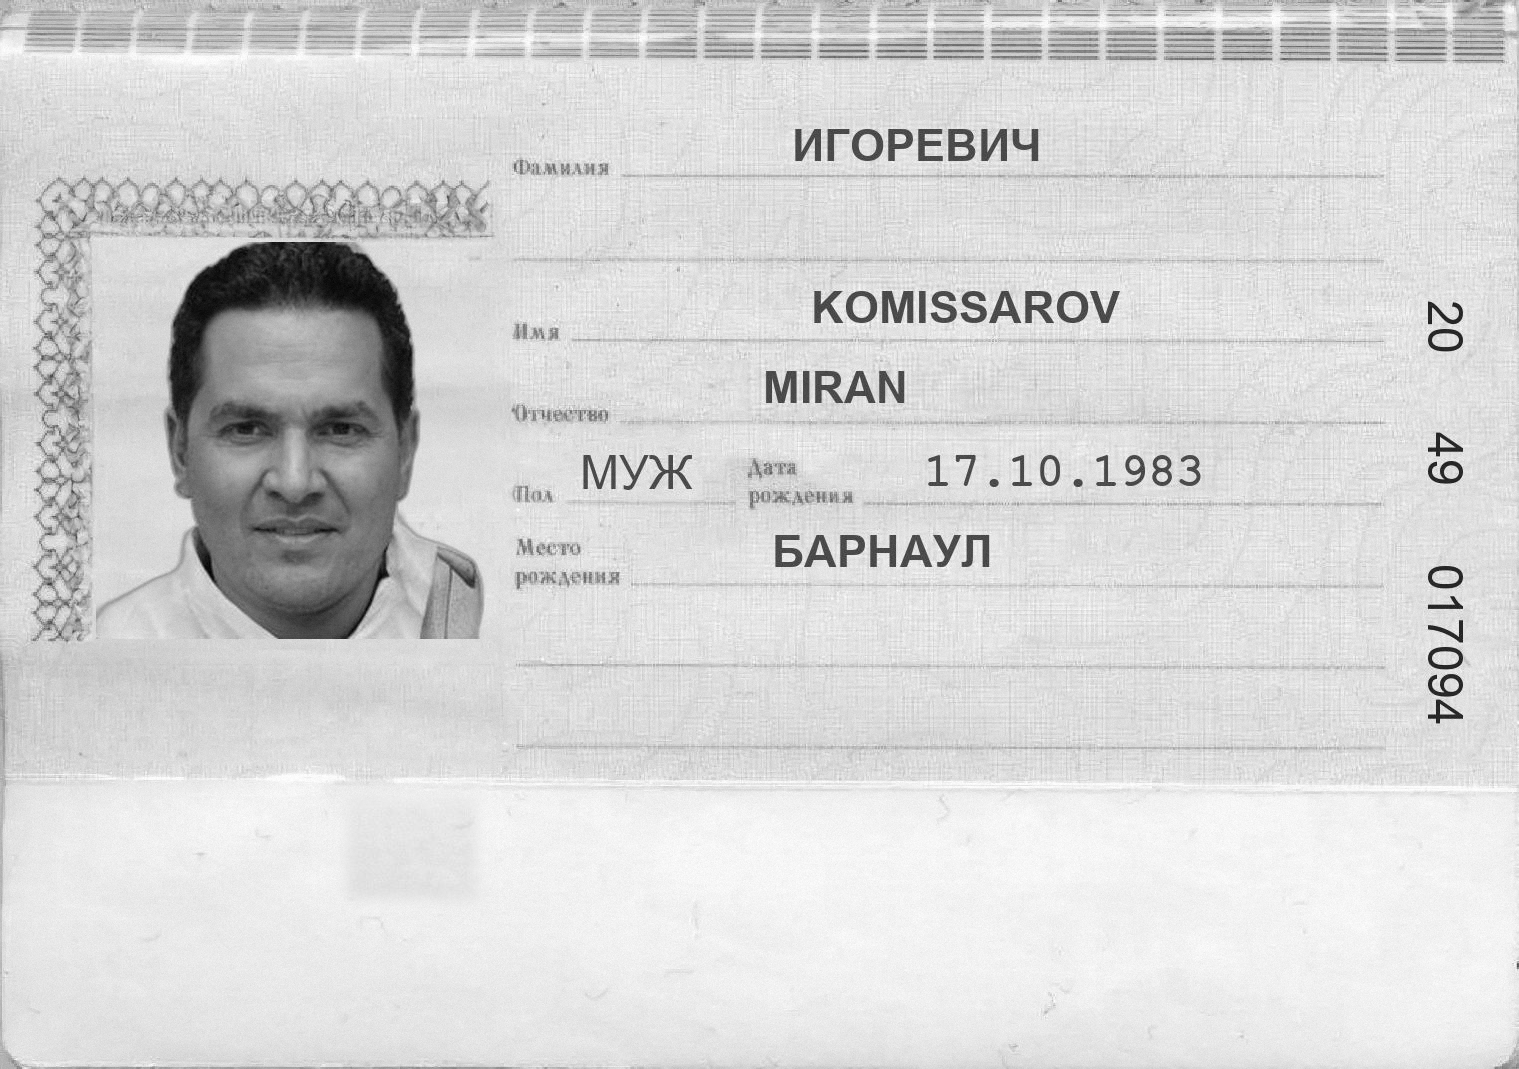 Фамилия ИГОРЕВИЧ
Имя KOMISSAROV
Отчество MIRAN
Пол МУЖ Дата рождения 17.10.1983
Место рождения БАРНАУЛ
20 49 017094